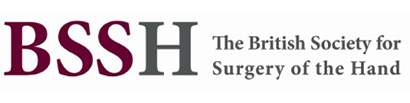 BSSH
The British Society for
Surgery of the Hand